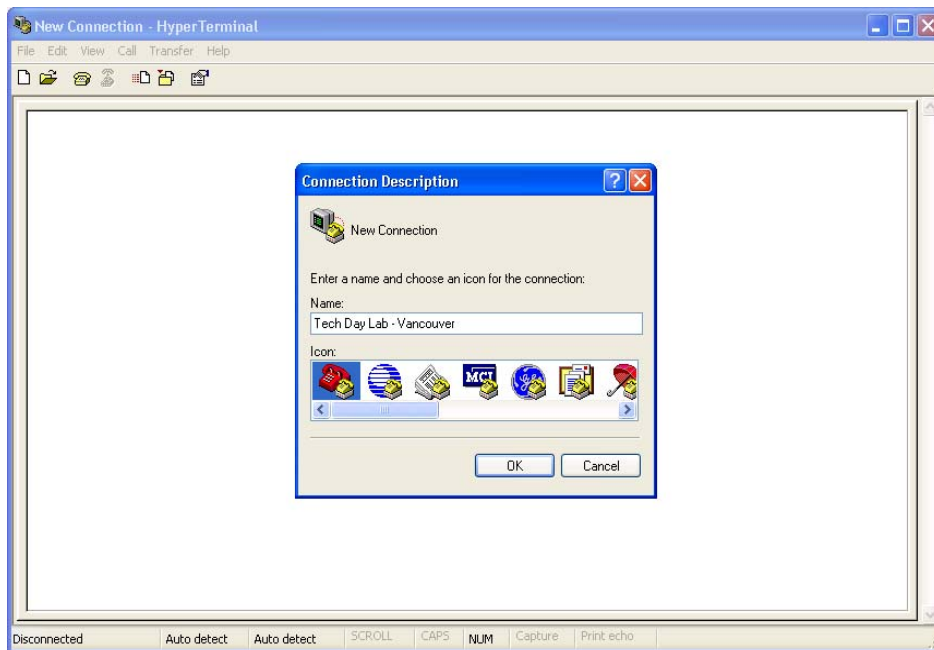 New Connection - HyperTerminal
File Edit View Call Transfer Help
Connection Description
New Connection
Enter a name and choose an icon for the connection:
Name:
Tech Day Lab - Vancouver
Icon:
MCI
OK Cancel
Disconnected Auto detect Auto detect SCROLL CAPS NUM Capture Print echo